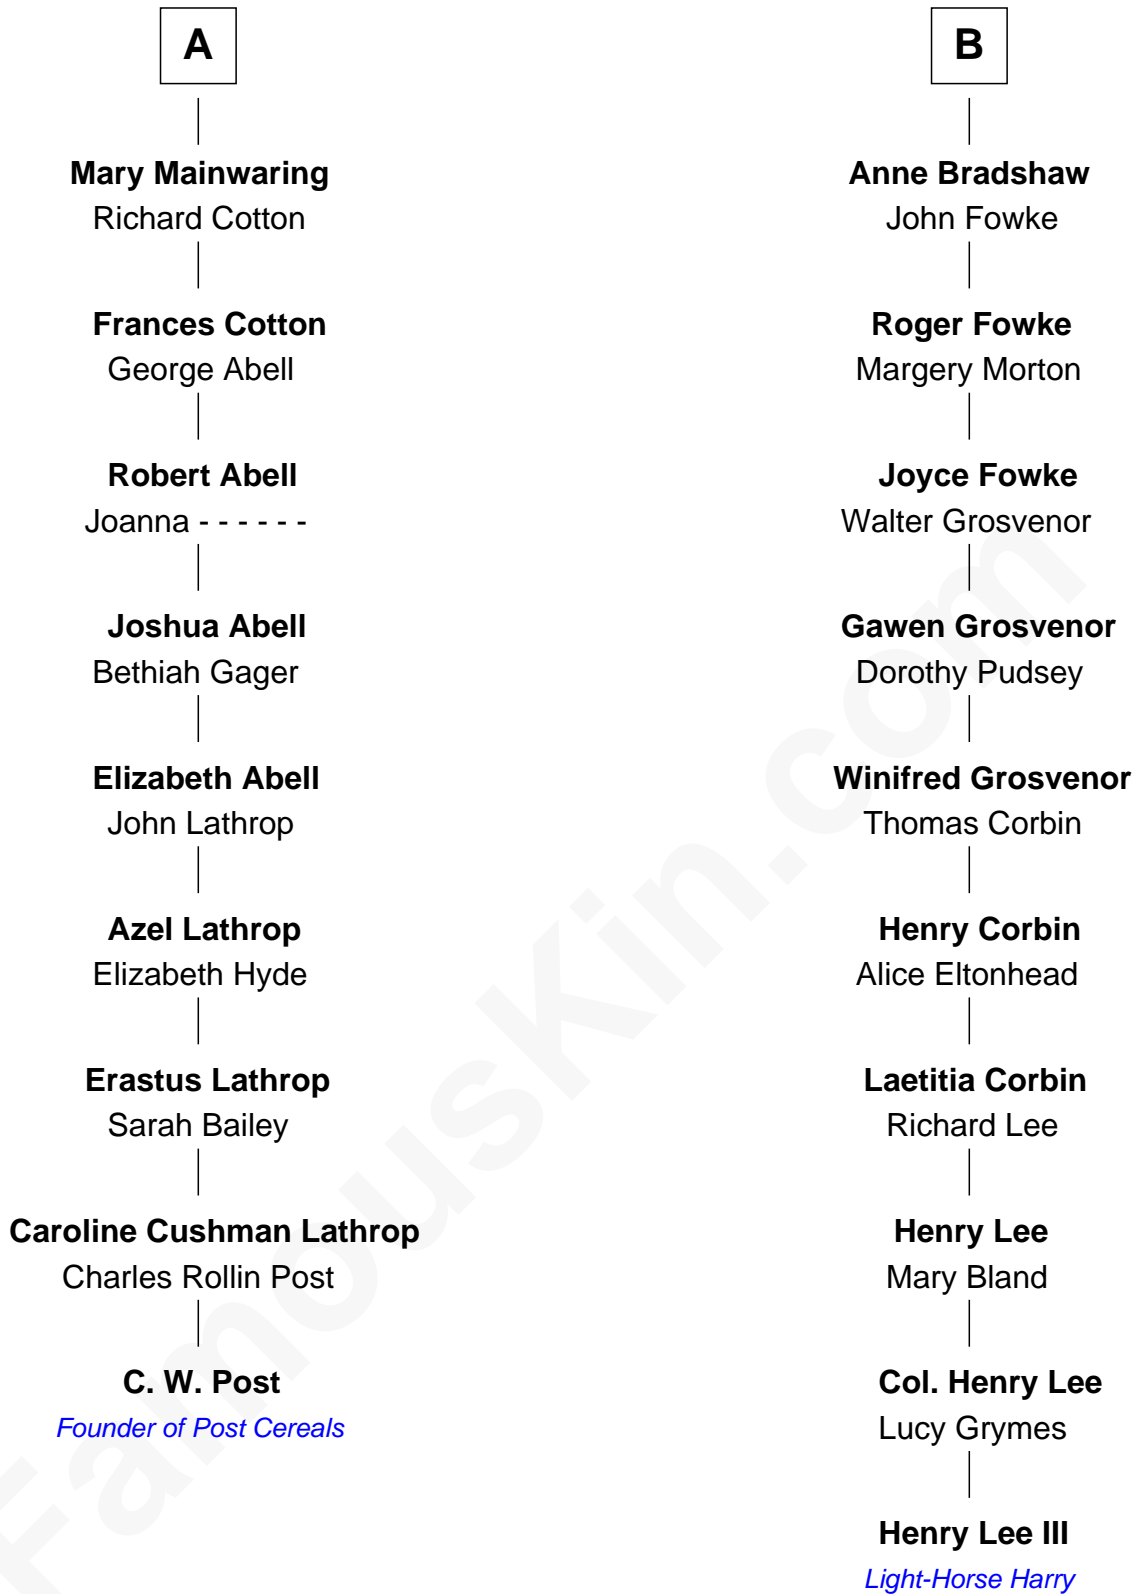 A
Mary Mainwaring
Richard Cotton
Frances Cotton
George Abell
Robert Abell
Joanna - - - - - -
Joshua Abell
Bethiah Gager
Elizabeth Abell
John Lathrop
Azel Lathrop
Elizabeth Hyde
Erastus Lathrop
Sarah Bailey
Caroline Cushman Lathrop
Charles Rollin Post
C. W. Post
Founder of Post Cereals
B
Anne Bradshaw
John Fowke
Roger Fowke
Margery Morton
Joyce Fowke
Walter Grosvenor
Gawen Grosvenor
Dorothy Pudsey
Winifred Grosvenor
Thomas Corbin
Henry Corbin
Alice Eltonhead
Laetitia Corbin
Richard Lee
Henry Lee
Mary Bland
Col. Henry Lee
Lucy Grymes
Henry Lee III
Light-Horse Harry
FamousKin.com